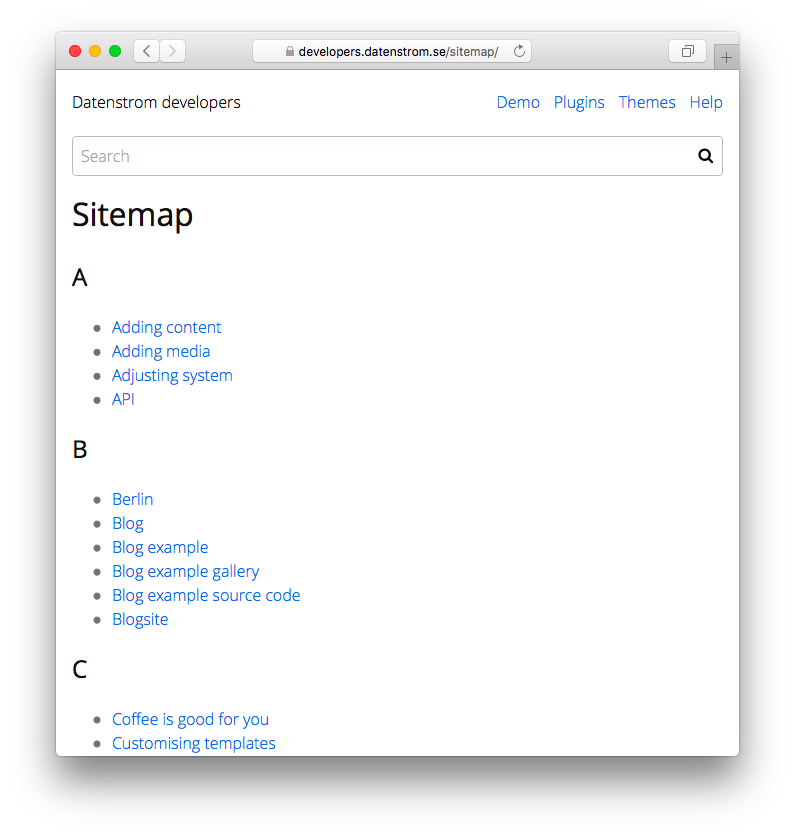 developers.datenstrom.se/sitemap/
Datenstrom developers
Demo Plugins Themes Help
Search
Sitemap
A
Adding content
Adding media
Adjusting system
API
B
Berlin
Blog
Blog example
Blog example gallery
Blog example source code
Blogsite
C
Coffee is good for you
Customising templates